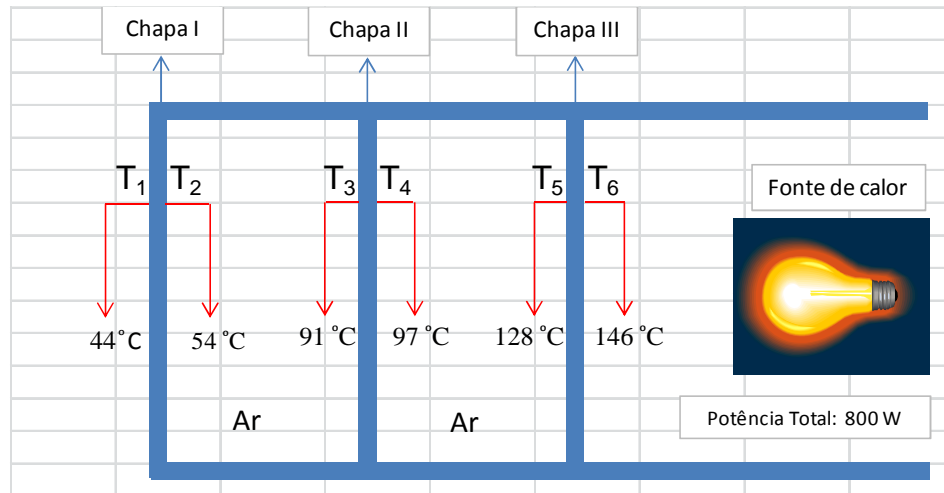 Chapa I
Chapa II
Chapa III
T₁ T₂ T₃ T₄ T₅ T₆
Fonte de calor
44°C 54 °C 91 °C 97 °C 128 °C 146 °C
Ar Ar
Potência Total: 800 W